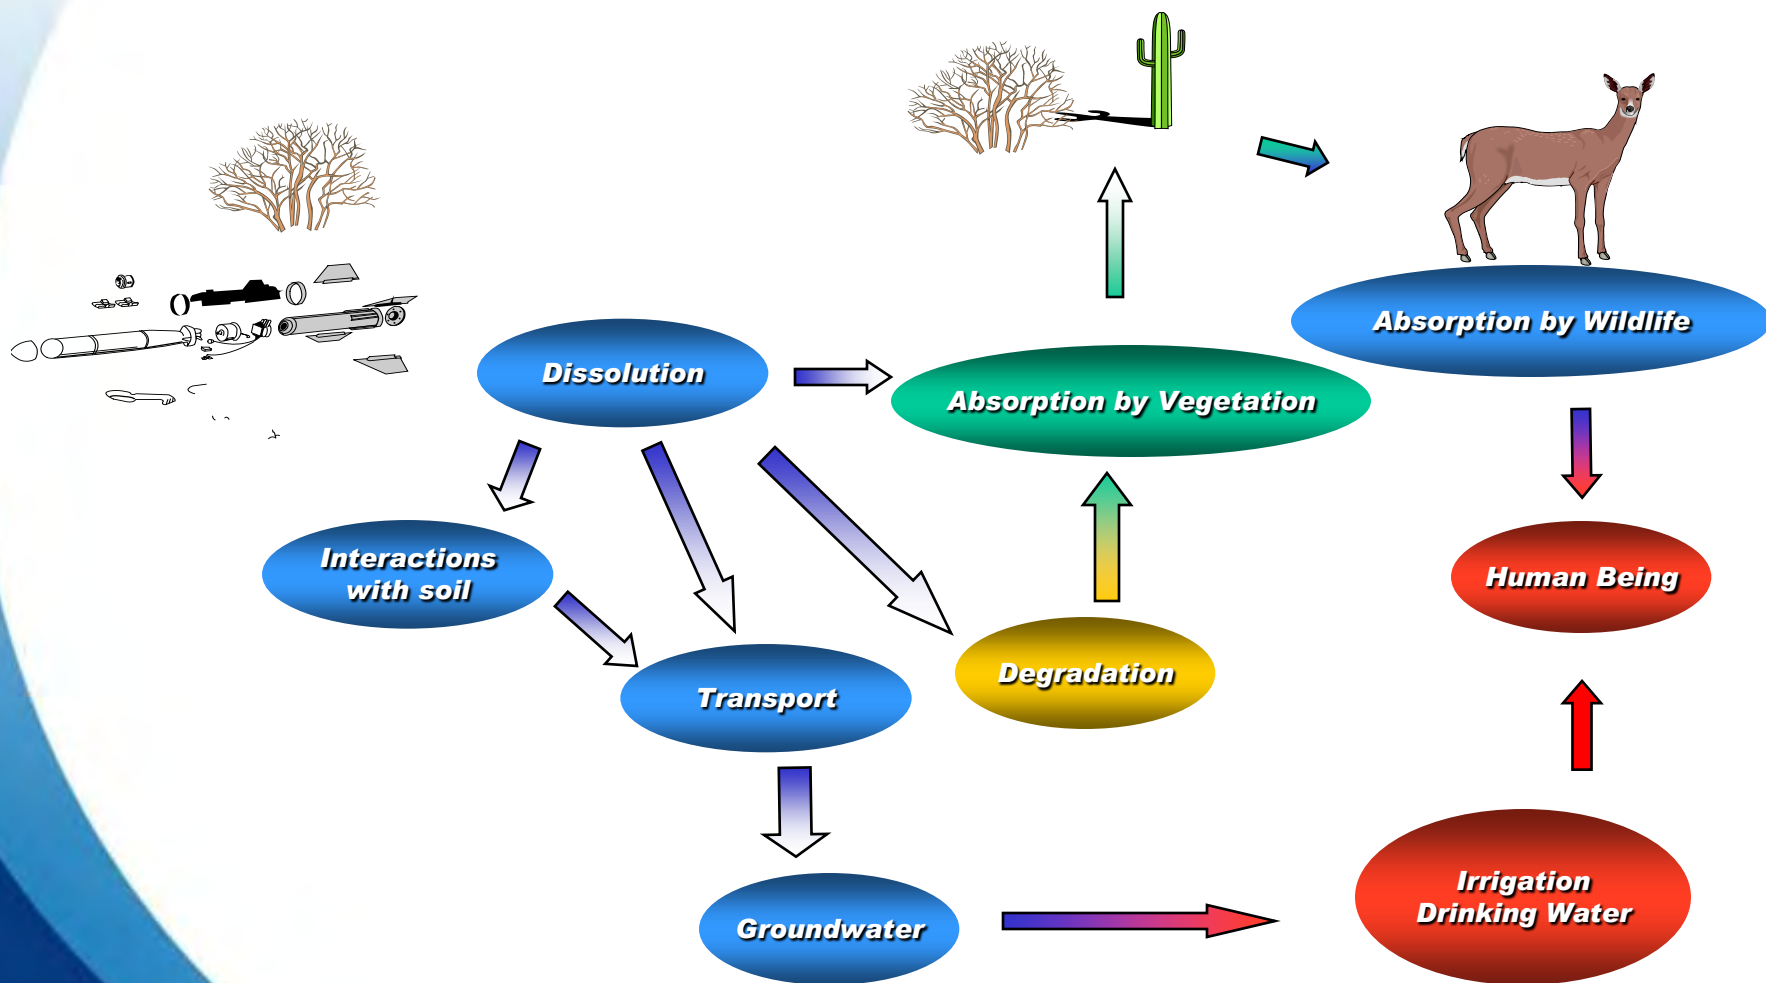 Absorption by Wildlife
Dissolution
Absorption by Vegetation
Interactions
with soil
Human Being
Degradation
Transport
Irrigation
Drinking Water
Groundwater